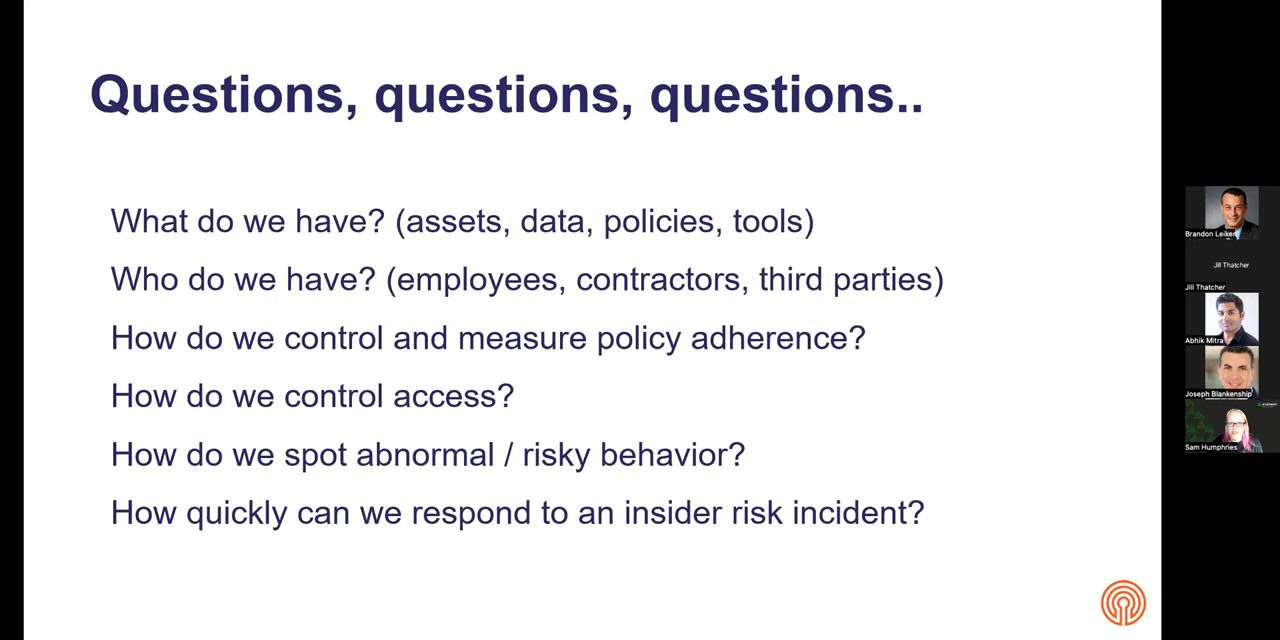 Questions, questions, questions..
What do we have? (assets, data, policies, tools)
Who do we have? (employees, contractors, third parties)
How do we control and measure policy adherence?
How do we control access?
How do we spot abnormal / risky behavior?
How quickly can we respond to an insider risk incident?
Brandon Leiker
Jill Thatcher
Jill Thatcher
Abhik Mitra
Joseph Blankenship
Sam Humphries